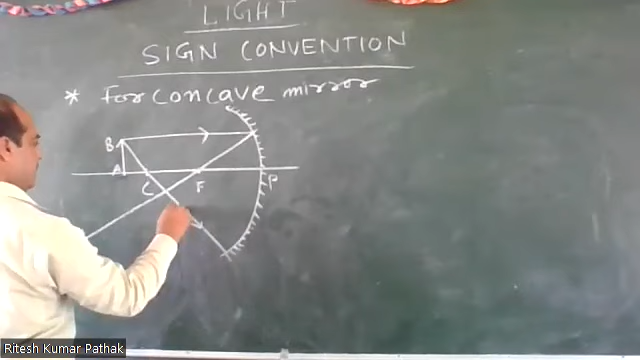 LIGHT
SIGN CONVENTION
* For concave mirror
B
A
C F P
Ritesh Kumar Pathak